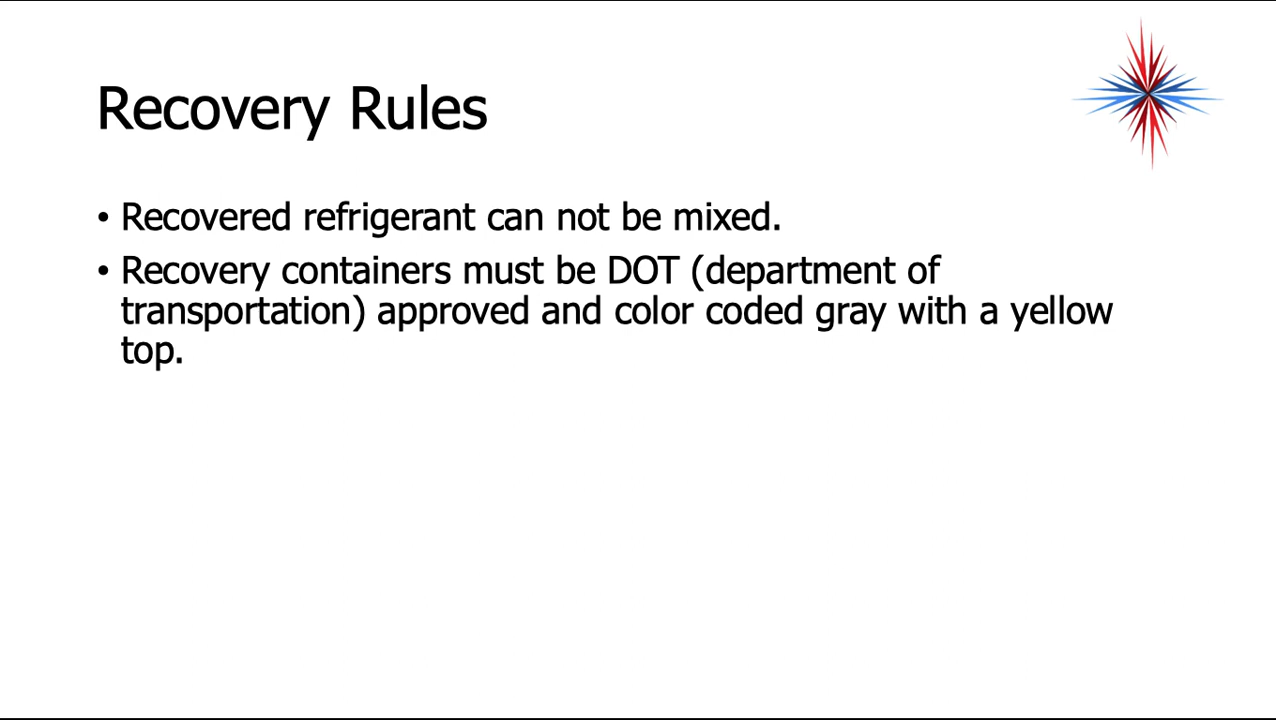 Recovery Rules
• Recovered refrigerant can not be mixed.
• Recovery containers must be DOT (department of
transportation) approved and color coded gray with a yellow
top.